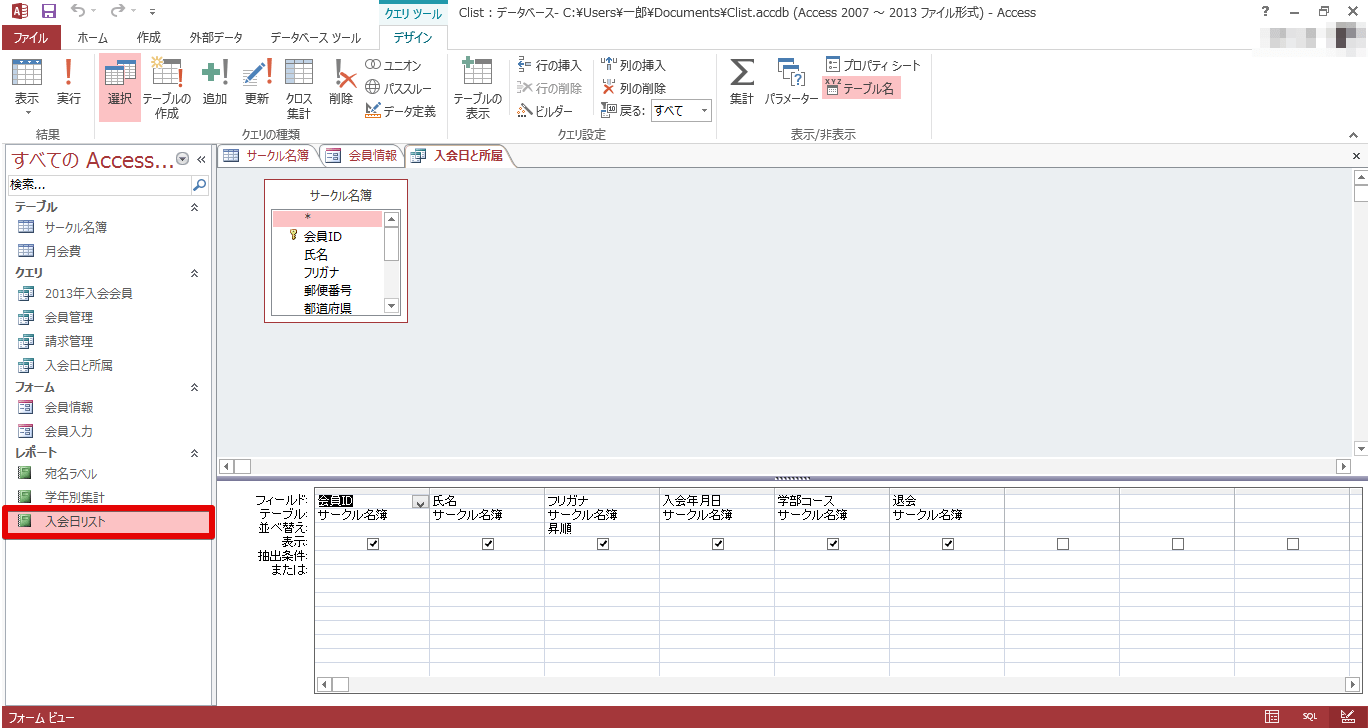 クエリ ツール
Clist : データベース- C:¥Users¥一郎¥Documents¥Clist.accdb (Access 2007 ～ 2013 ファイル形式) - Access
ファイル ホーム 作成 外部データ データベース ツール デザイン
表示
実行
選択
テーブルの
作成
追加
更新
クロス
集計
削除
ユニオン
パススルー
データ定義
テーブルの
表示
行の挿入
行の削除
ビルダー
列の挿入
列の削除
戻る: すべて
集計
パラメーター
プロパティ シート
XYZ テーブル名
結果 クエリの種類 クエリ設定 表示/非表示
すべての Access...
検索...
テーブル
サークル名簿
月会費
クエリ
2013年入会会員
会員管理
請求管理
入会日と所属
フォーム
会員情報
会員入力
レポート
宛名ラベル
学年別集計
入会日リスト
サークル名簿 会員情報 入会日と所属
サークル名簿
*
会員ID
氏名
フリガナ
郵便番号
都道府県
フィールド: 会員ID 氏名 フリガナ 入会年月日 学部コース 退会
テーブル: サークル名簿 サークル名簿 サークル名簿 サークル名簿 サークル名簿 サークル名簿
並べ替え: 昇順
表示:
抽出条件:
または:
フォーム ビュー SQL